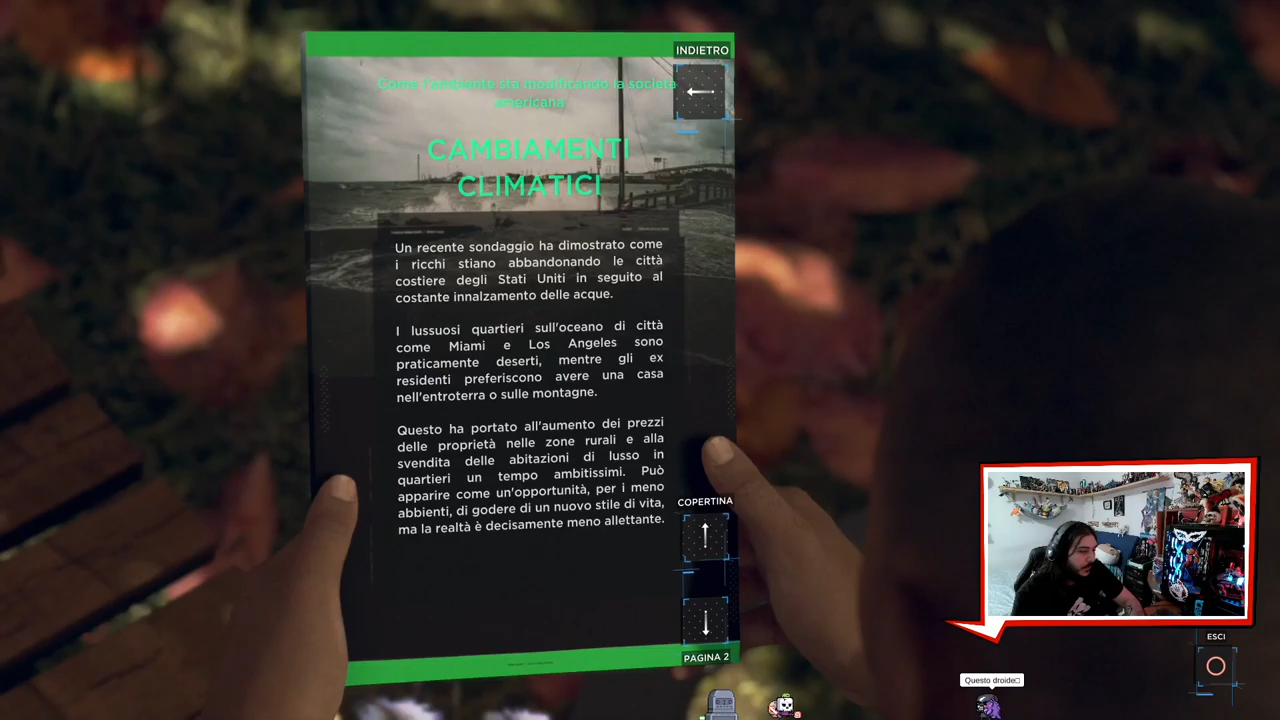 INDIETRO
Come l'ambiente sta modificando la società
americana
CAMBIAMENTI
CLIMATICI
Un recente sondaggio ha dimostrato come
i ricchi stiano abbandonando le città
costiere degli Stati Uniti in seguito al
costante innalzamento delle acque.
I lussuosi quartieri sull'oceano di città
come Miami e Los Angeles sono
praticamente deserti, mentre gli ex
residenti preferiscono avere una casa
nell'entroterra o sulle montagne.
Questo ha portato all'aumento dei prezzi
delle proprietà nelle zone rurali e alla
svendita delle abitazioni di lusso in
quartieri un tempo ambitissimi. Può
apparire come un'opportunità, per i meno
abbienti, di godere di un nuovo stile di vita,
ma la realtà è decisamente meno allettante.
COPERTINA
PAGINA 2
ESCI
Questo droide